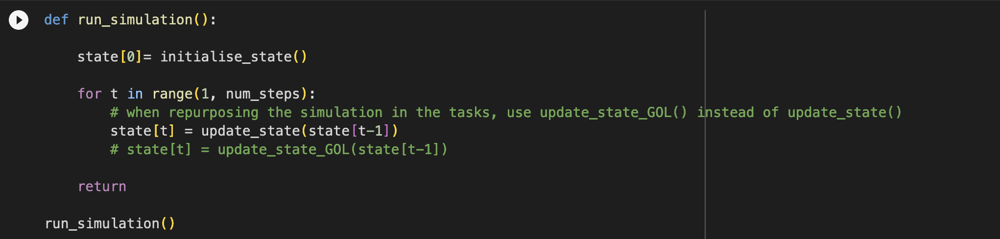 def run_simulation():
state[0]= initialise_state()
for t in range(1, num_steps):
# when repurposing the simulation in the tasks, use update_state_GOL() instead of update_state()
state[t] = update_state(state[t-1])
# state[t] = update_state_GOL(state[t-1])
return
run_simulation()